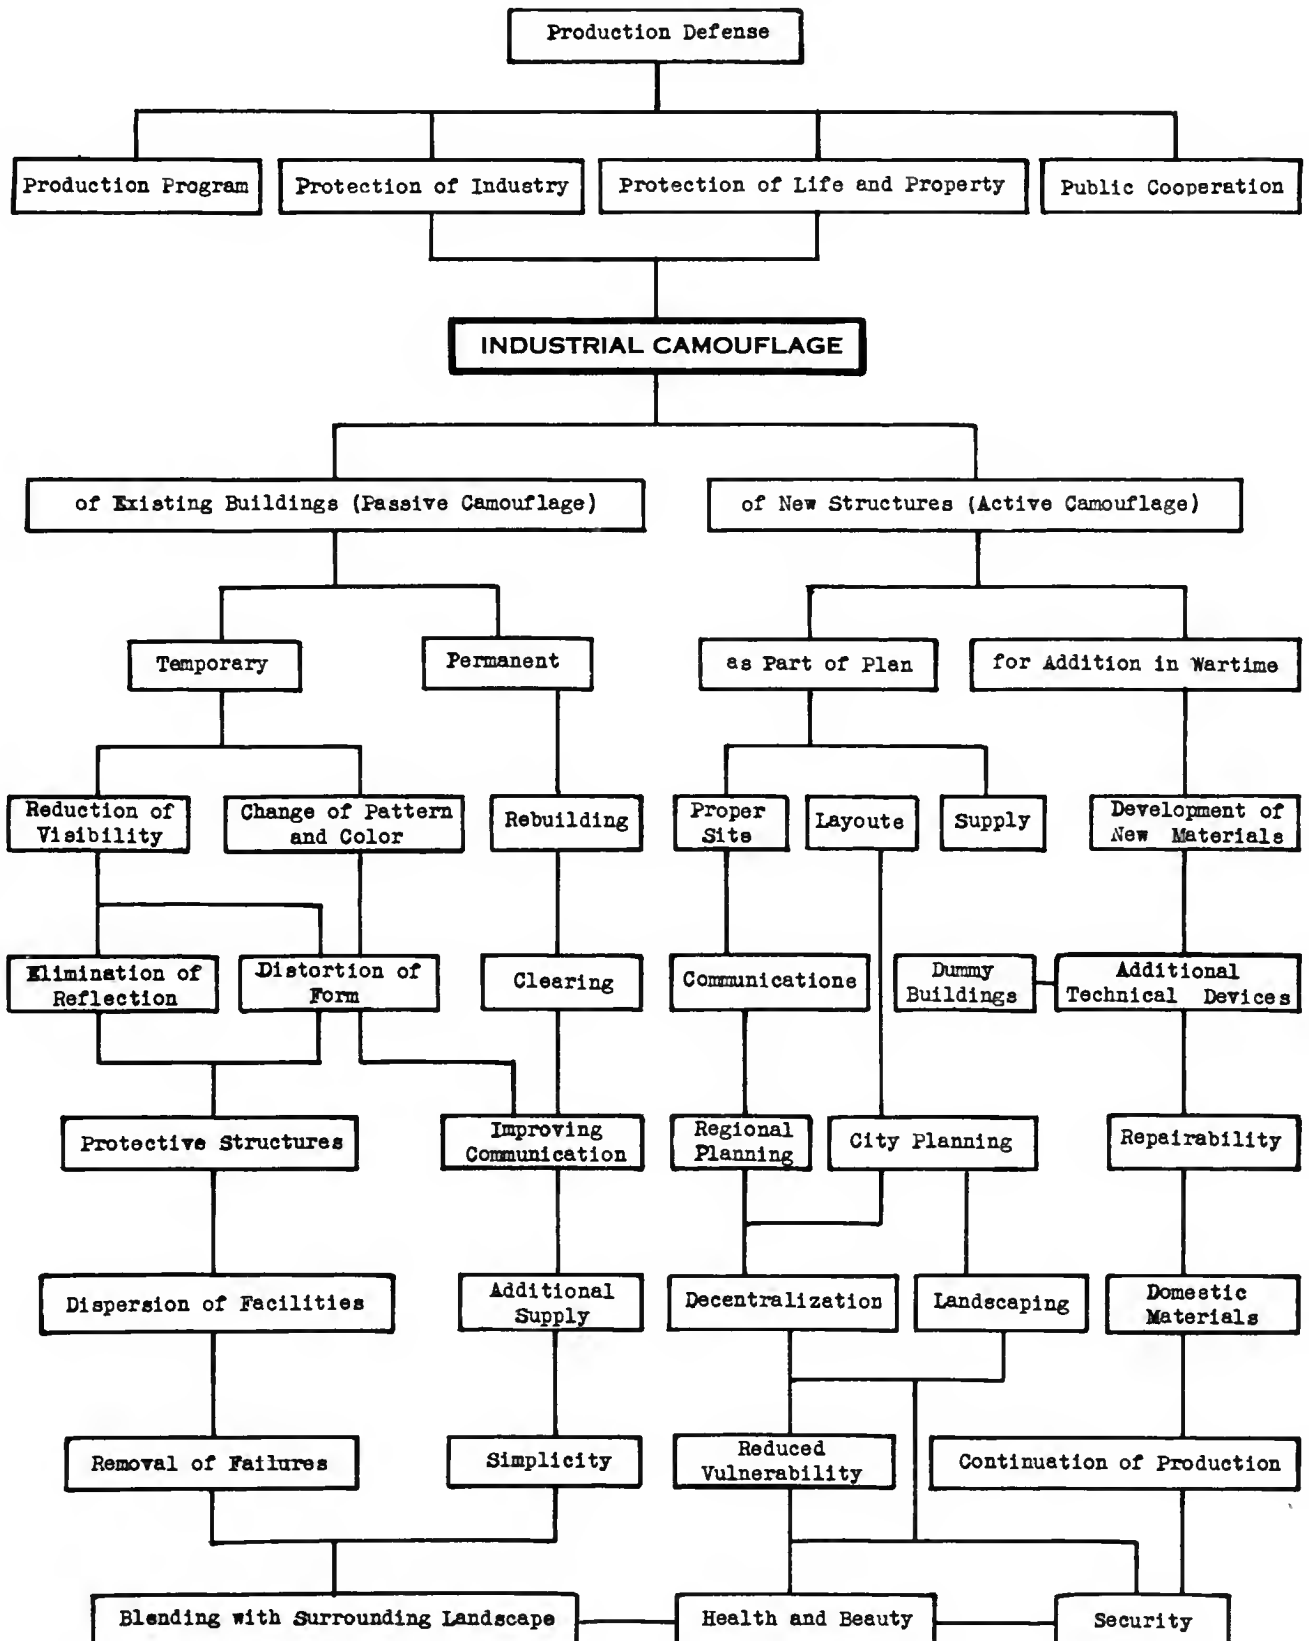 Production Defense
Production Program
Protection of Industry
Protection of Life and Property
Public Cooperation
INDUSTRIAL CAMOUFLAGE
of Existing Buildings (Passive Camouflage)
of New Structures (Active Camouflage)
Temporary
Permanent
as Part of Plan
for Addition in Wartime
Reduction of
Visibility
Change of Pattern
and Color
Rebuilding
Proper
Site
Layoute
Supply
Development of
New Materials
Elimination of
Reflection
Distortion of
Form
Clearing
Communicatione
Dummy
Buildings
Additional
Technical Devices
Protective Structures
Improving
Communication
Regional
Planning
City Planning
Repairability
Dispersion of Facilities
Additional
Supply
Decentralization
Landscaping
Domestic
Materials
Removal of Failures
Simplicity
Reduced
Vulnerability
Continuation of Production
Blending with Surrounding Landscape
Health and Beauty
Security